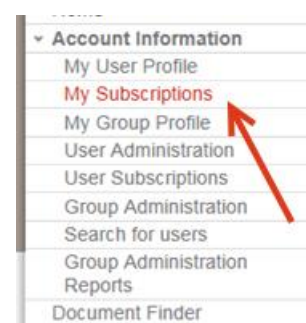 Account Information
My User Profile
My Subscriptions
My Group Profile
User Administration
User Subscriptions
Group Administration
Search for users
Group Administration
Reports
Document Finder